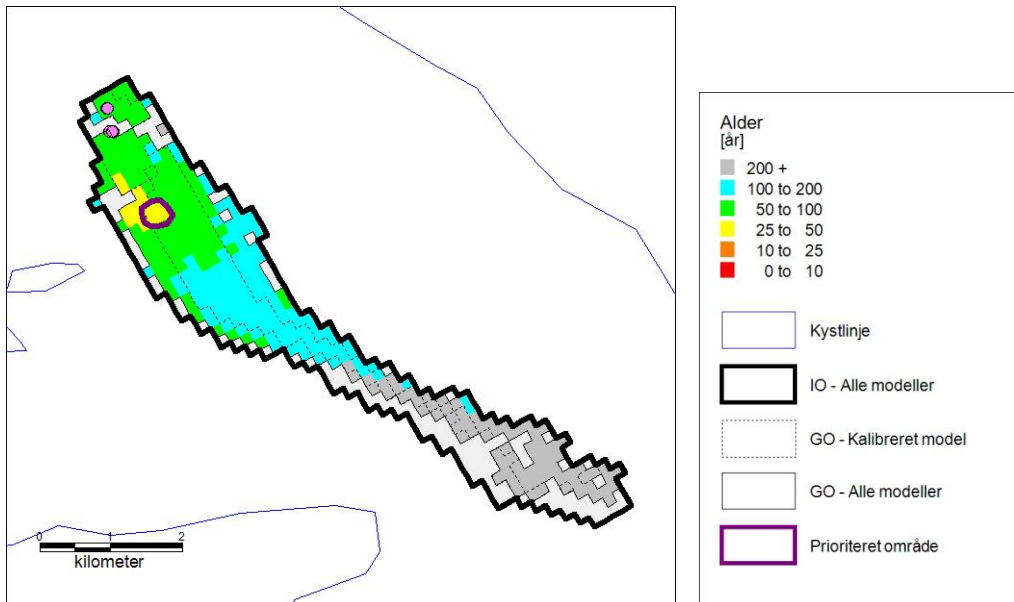 0 1 2
kilometer
Alder
[år]
200 +
100 to 200
50 to 100
25 to 50
10 to 25
0 to 10
Kystlinje
IO - Alle modeller
GO - Kalibreret model
GO - Alle modeller
Prioriteret område